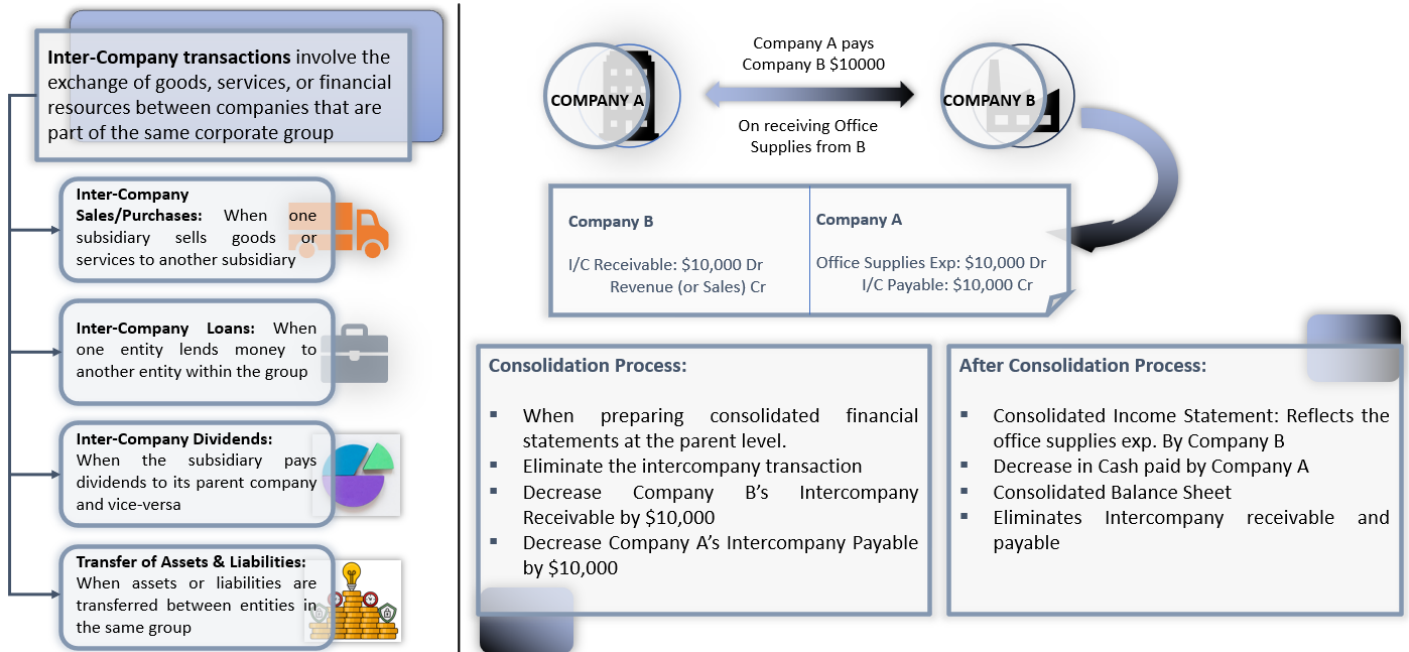 Inter-Company transactions involve the
exchange of goods, services, or financial
resources between companies that are
part of the same corporate group
Inter-Company
Sales/Purchases: When one
subsidiary sells goods or
services to another subsidiary
Inter-Company Loans: When
one entity lends money to
another entity within the group
Inter-Company Dividends:
When the subsidiary pays
dividends to its parent company
and vice-versa
Transfer of Assets & Liabilities:
When assets or liabilities are
transferred between entities in
the same group
Company A pays
Company B $10000
COMPANY A
COMPANY B
On receiving Office
Supplies from B
Company B
I/C Receivable: $10,000 Dr
Revenue (or Sales) Cr
Company A
Office Supplies Exp: $10,000 Dr
I/C Payable: $10,000 Cr
Consolidation Process:
▪ When preparing consolidated financial
statements at the parent level.
▪ Eliminate the intercompany transaction
▪ Decrease Company B’s Intercompany
Receivable by $10,000
▪ Decrease Company A’s Intercompany Payable
by $10,000
After Consolidation Process:
▪ Consolidated Income Statement: Reflects the
office supplies exp. By Company B
▪ Decrease in Cash paid by Company A
▪ Consolidated Balance Sheet
▪ Eliminates Intercompany receivable and
payable